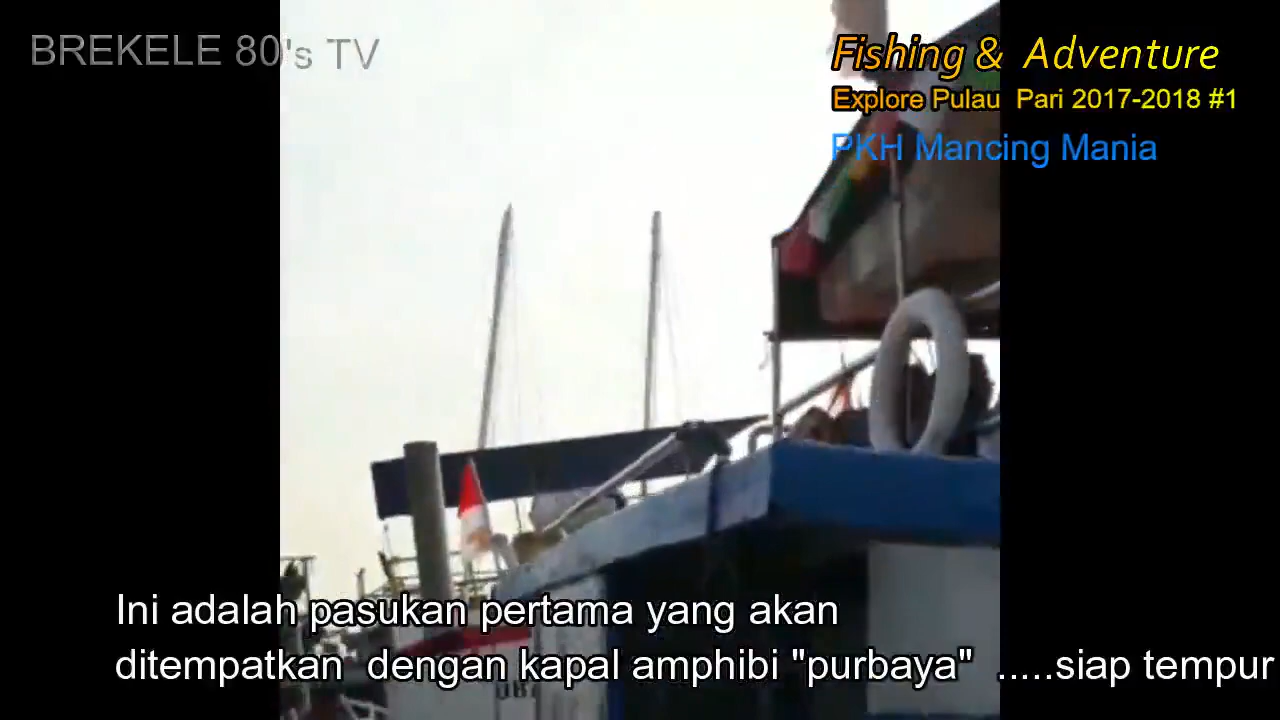 BREKELE 80's TV
Fishing & Adventure
Explore Pulau Pari 2017-2018 #1
PKH Mancing Mania
Ini adalah pasukan pertama yang akan
ditempatkan dengan kapal amphibi "purbaya" .....siap tempur